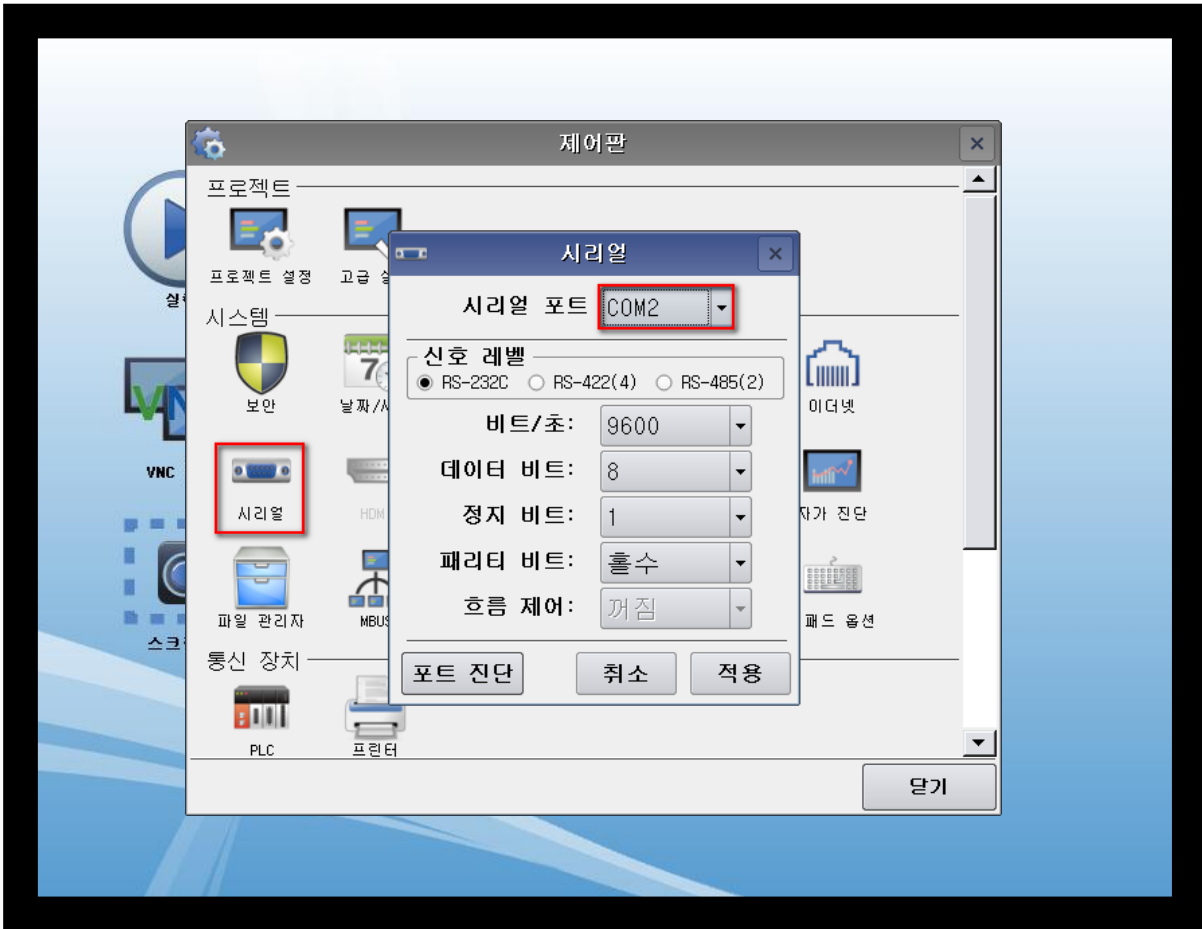 제어판
프로젝트
프로젝트 설정
고급
시리얼
시리얼 포트 COM2
신호 레벨
RS-232C RS-422(4) RS-485(2)
비트/초: 9600
데이터 비트: 8
정지 비트: 1
패리티 비트: 홀수
흐름 제어: 꺼짐
포트 진단 취소 적용
시스템
보안
날짜/
이더넷
VNC
시리얼
HDM
자가 진단
파일 관리자
MBUS
패드 옵션
스크
통신 장치
PLC
프린터
닫기